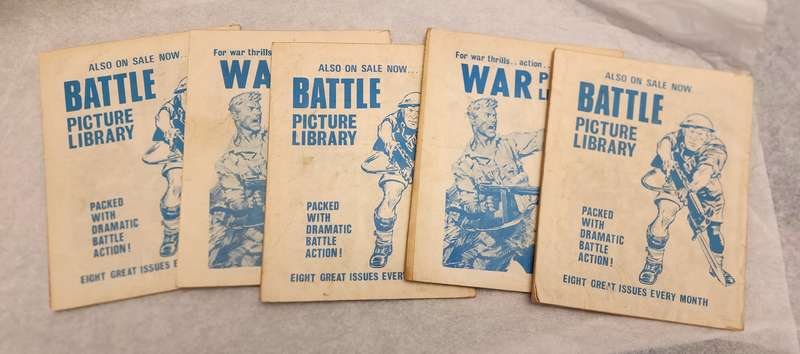 ALSO ON SALE NOW...
BATTLE
PICTURE
LIBRARY
PACKED
WITH
DRAMATIC
BATTLE
ACTION!
EIGHT GREAT ISSUES
For war thrills..
WAR
ALSO ON SALE NOW...
BATTLE
PICTURE
LIBRARY
PACKED
WITH
DRAMATIC
BATTLE
ACTION!
EIGHT GREAT ISSUES EVERY
For war thrills.. action..
WAR P
L
ALSO ON SALE NOW...
BATTLE
PICTURE
LIBRARY
PACKED
WITH
DRAMATIC
BATTLE
ACTION!
EIGHT GREAT ISSUES EVERY MONTH